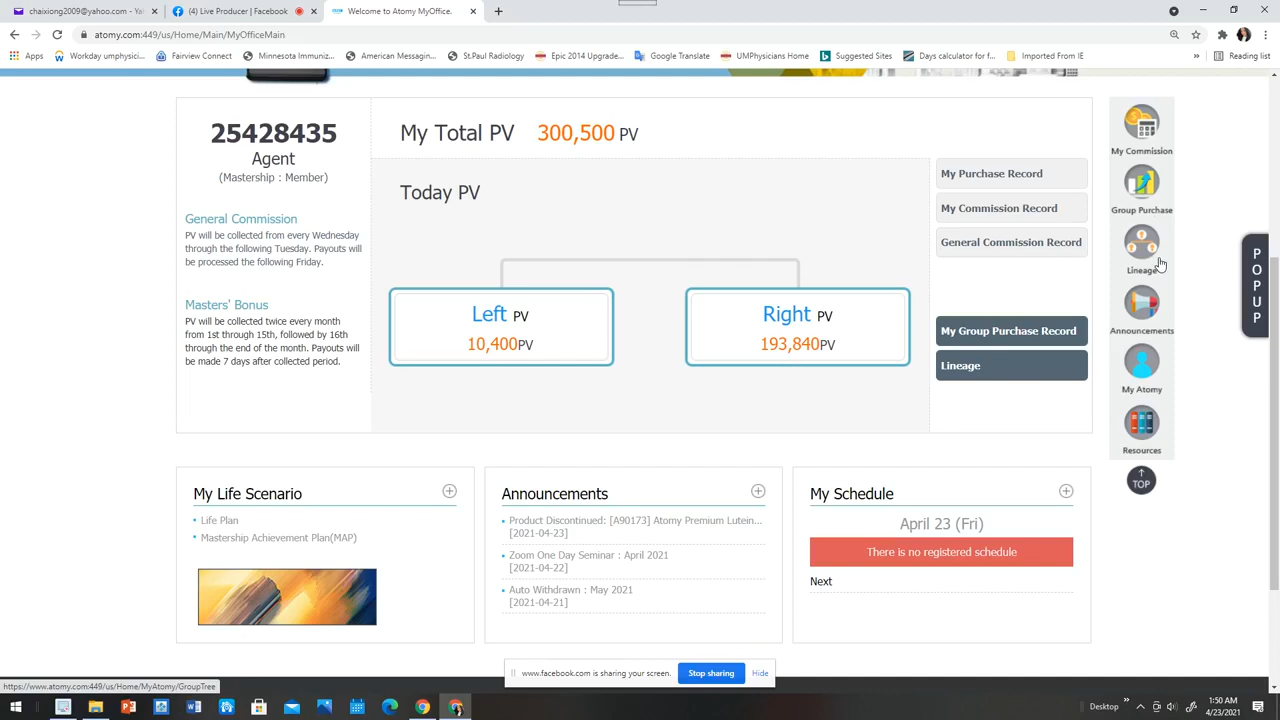 chaixiong2009@yahoo.com - Yaho
(4) Live Producer | Facebook
Welcome to Atomy MyOffice.
atomy.com:449/us/Home/Main/MyOfficeMain
Apps
Workday umphysici...
Fairview Connect
Minnesota Immuniz...
American Messagin...
St.Paul Radiology
Epic 2014 Upgrade...
Google Translate
UMPhysicians Home
Suggested Sites
Days calculator for f...
Imported From IE
»
Reading list
25428435
Agent
(Mastership : Member)
General Commission
PV will be collected from every Wednesday
through the following Tuesday. Payouts will
be processed the following Friday.
Masters' Bonus
PV will be collected twice every month
from 1st through 15th, followed by 16th
through the end of the month. Payouts will
be made 7 days after collected period.
My Total PV 300,500 PV
Today PV
Left PV
10,400PV
Right PV
193,840PV
My Purchase Record
My Commission Record
General Commission Record
My Group Purchase Record
Lineage
My Commission
Group Purchase
Lineage
Announcements
My Atomy
Resources
TOP
POPUP
My Life Scenario
Life Plan
Mastership Achievement Plan(MAP)
Announcements
Product Discontinued: [A90173] Atomy Premium Lutein...
[2021-04-23]
Zoom One Day Seminar : April 2021
[2021-04-22]
Auto Withdrawn : May 2021
[2021-04-21]
My Schedule
April 23 (Fri)
There is no registered schedule
Next
www.facebook.com is sharing your screen.
Stop sharing
Hide
https://www.atomy.com:449/us/Home/MyAtomy/GroupTree
Desktop
»
1:50 AM
4/23/2021